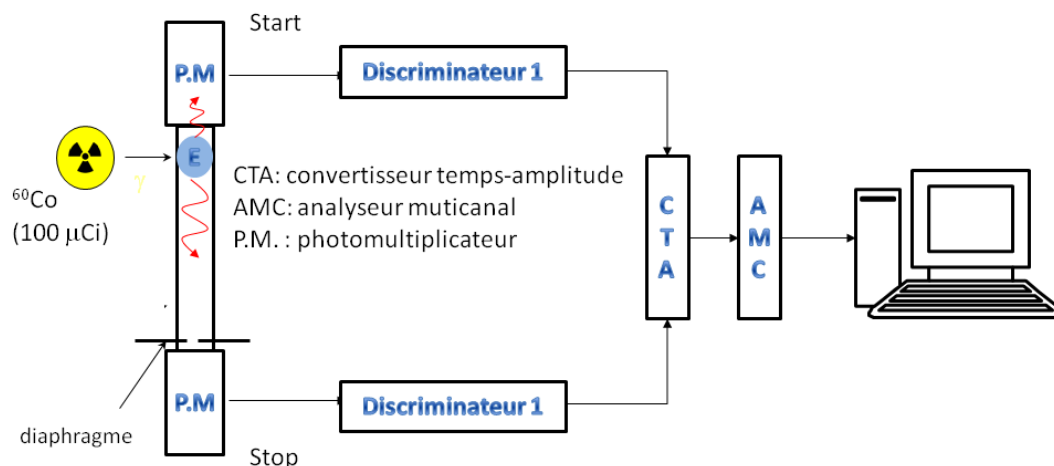 Start
P.M
Discriminateur 1
E
γ
60Co
(100 μCi)
CTA: convertisseur temps-amplitude
AMC: analyseur muticanal
P.M. : photomultiplicateur
C
T
A
A
M
C
P.M
Discriminateur 1
diaphragme
Stop